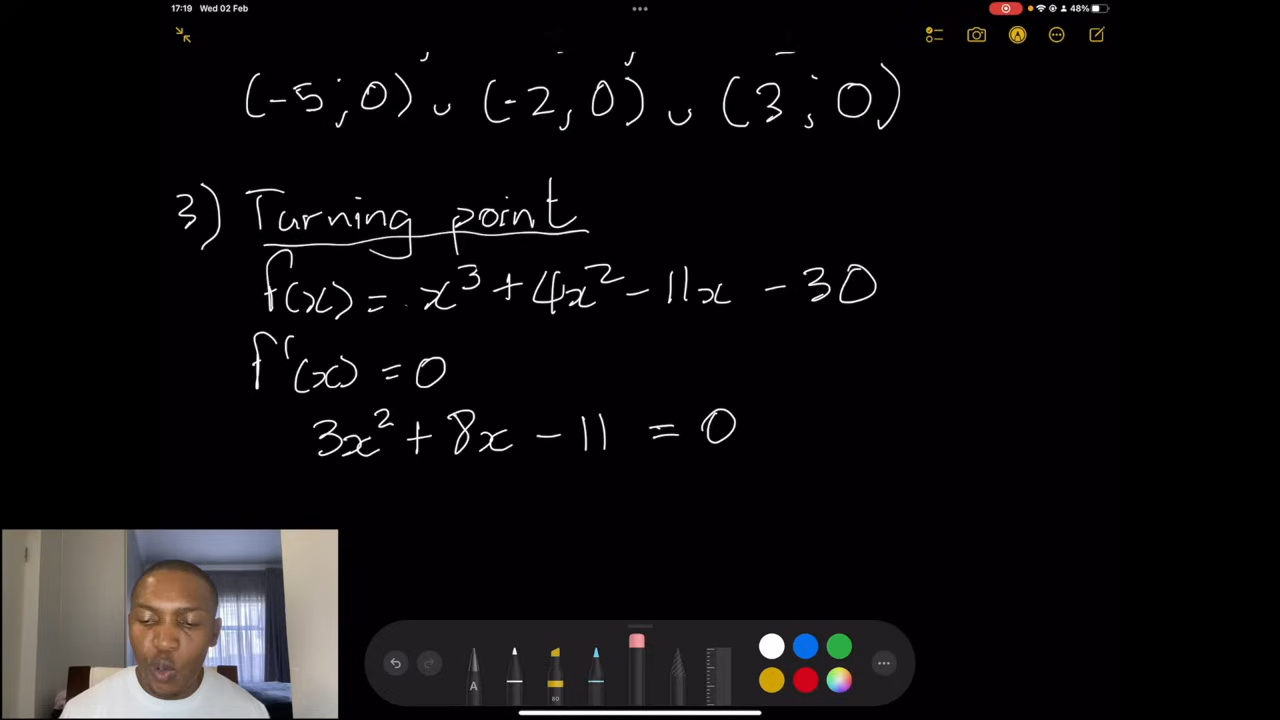 17:19 Wed 02 Feb
48%
(-5;0) ∪ (-2,0) ∪ (3;0)
3) Turning point
f(x) = x³ + 4x² - 11x - 30
f'(x) = 0
3x² + 8x - 11 = 0
A
80